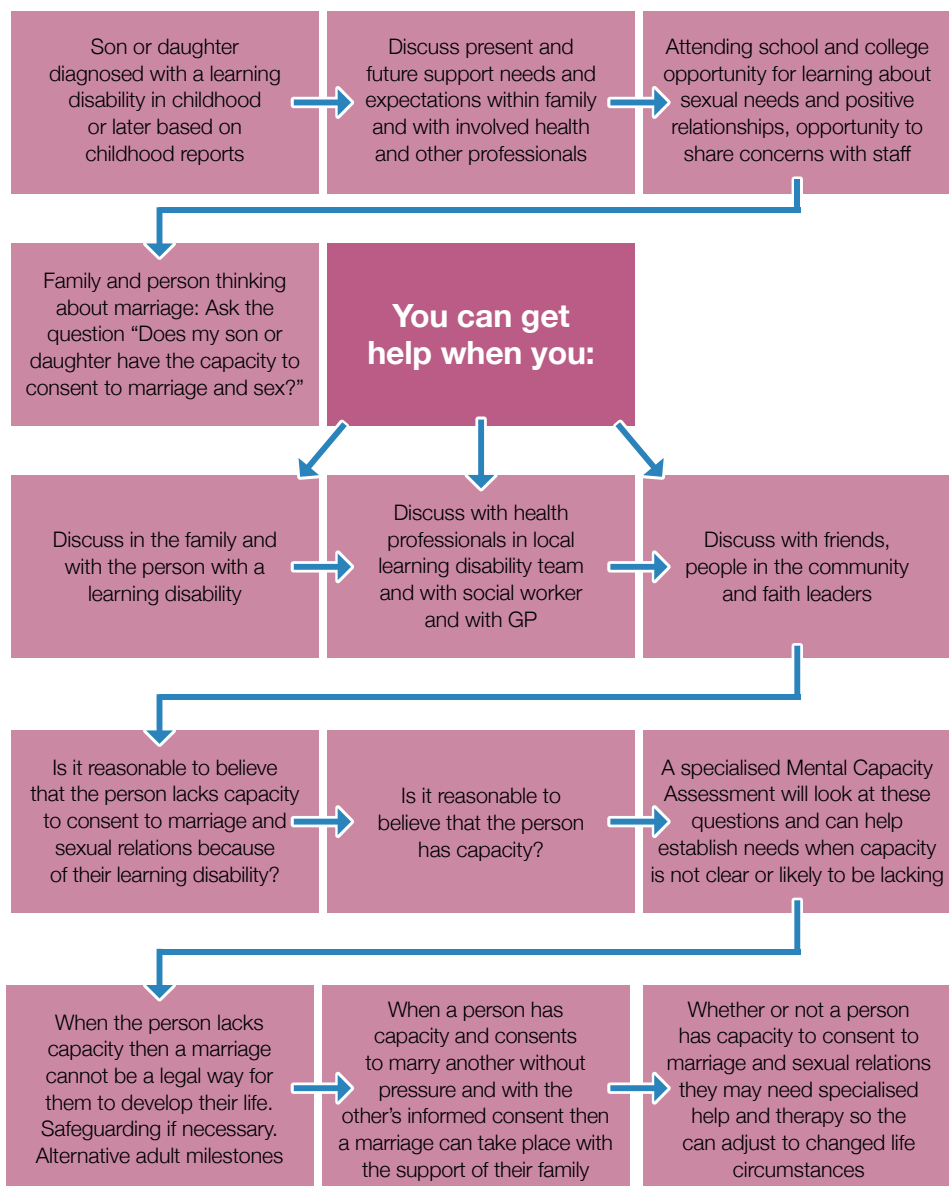 Son or daughter
diagnosed with a learning
disability in childhood
or later based on
childhood reports
Discuss present and
future support needs and
expectations within family
and with involved health
and other professionals
Attending school and college
opportunity for learning about
sexual needs and positive
relationships, opportunity to
share concerns with staff
Family and person thinking
about marriage: Ask the
question “Does my son or
daughter have the capacity to
consent to marriage and sex?”
You can get
help when you:
Discuss in the family and
with the person with a
learning disability
Discuss with health
professionals in local
learning disability team
and with social worker
and with GP
Discuss with friends,
people in the community
and faith leaders
Is it reasonable to believe
that the person lacks capacity
to consent to marriage and
sexual relations because
of their learning disability?
Is it reasonable to
believe that the person
has capacity?
A specialised Mental Capacity
Assessment will look at these
questions and can help
establish needs when capacity
is not clear or likely to be lacking
When the person lacks
capacity then a marriage
cannot be a legal way for
them to develop their life.
Safeguarding if necessary.
Alternative adult milestones
When a person has
capacity and consents
to marry another without
pressure and with the
other’s informed consent then
a marriage can take place with
the support of their family
Whether or not a person
has capacity to consent to
marriage and sexual relations
they may need specialised
help and therapy so the
can adjust to changed life
circumstances